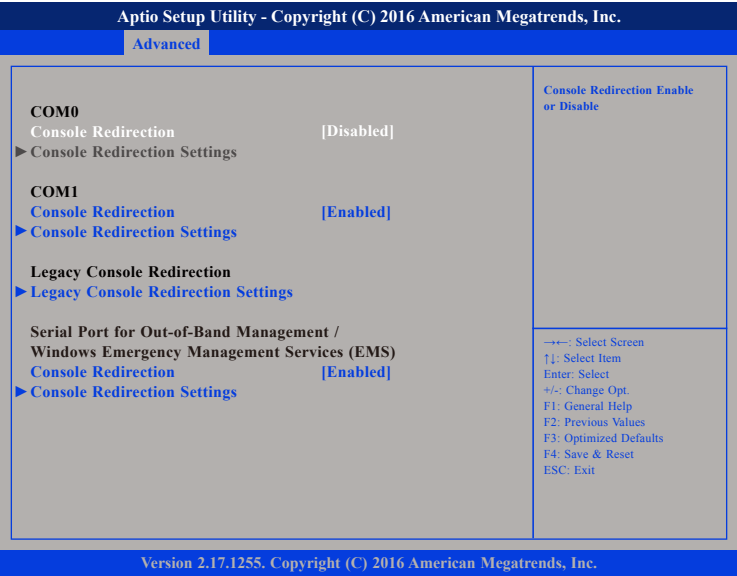 Aptio Setup Utility - Copyright (C) 2016 American Megatrends, Inc.
Advanced
COM0
Console Redirection [Disabled]
►Console Redirection Settings
COM1
Console Redirection [Enabled]
►Console Redirection Settings
Legacy Console Redirection
►Legacy Console Redirection Settings
Serial Port for Out-of-Band Management /
Windows Emergency Management Services (EMS)
Console Redirection [Enabled]
►Console Redirection Settings
Console Redirection Enable
or Disable
→←: Select Screen
↑↓: Select Item
Enter: Select
+/-: Change Opt.
F1: General Help
F2: Previous Values
F3: Optimized Defaults
F4: Save & Reset
ESC: Exit
Version 2.17.1255. Copyright (C) 2016 American Megatrends, Inc.